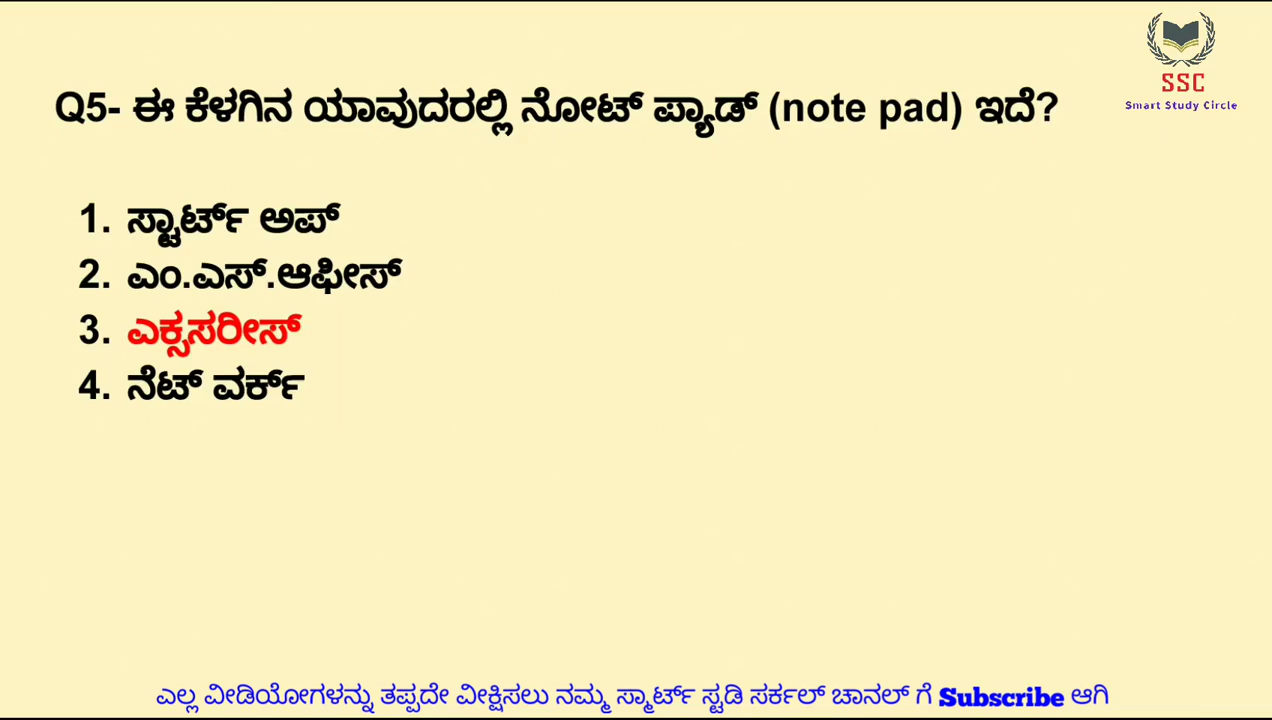 SSC
Smart Study Circle
Q5- ಈ ಕೆಳಗಿನ ಯಾವುದರಲ್ಲಿ ನೋಟ್ ಪ್ಯಾಡ್ (note pad) ಇದೆ?
1. ಸ್ಟಾರ್ಟ್ ಅಪ್
2. ಎಂ.ಎಸ್.ಆಫೀಸ್
3. ಎಕ್ಸಸರೀಸ್
4. ನೆಟ್ ವರ್ಕ್
ಎಲ್ಲ ವೀಡಿಯೋಗಳನ್ನು ತಪ್ಪದೇ ವೀಕ್ಷಿಸಲು ನಮ್ಮ ಸ್ಮಾರ್ಟ್ ಸ್ಟಡಿ ಸರ್ಕಲ್ ಚಾನಲ್ ಗೆ Subscribe ಆಗಿ